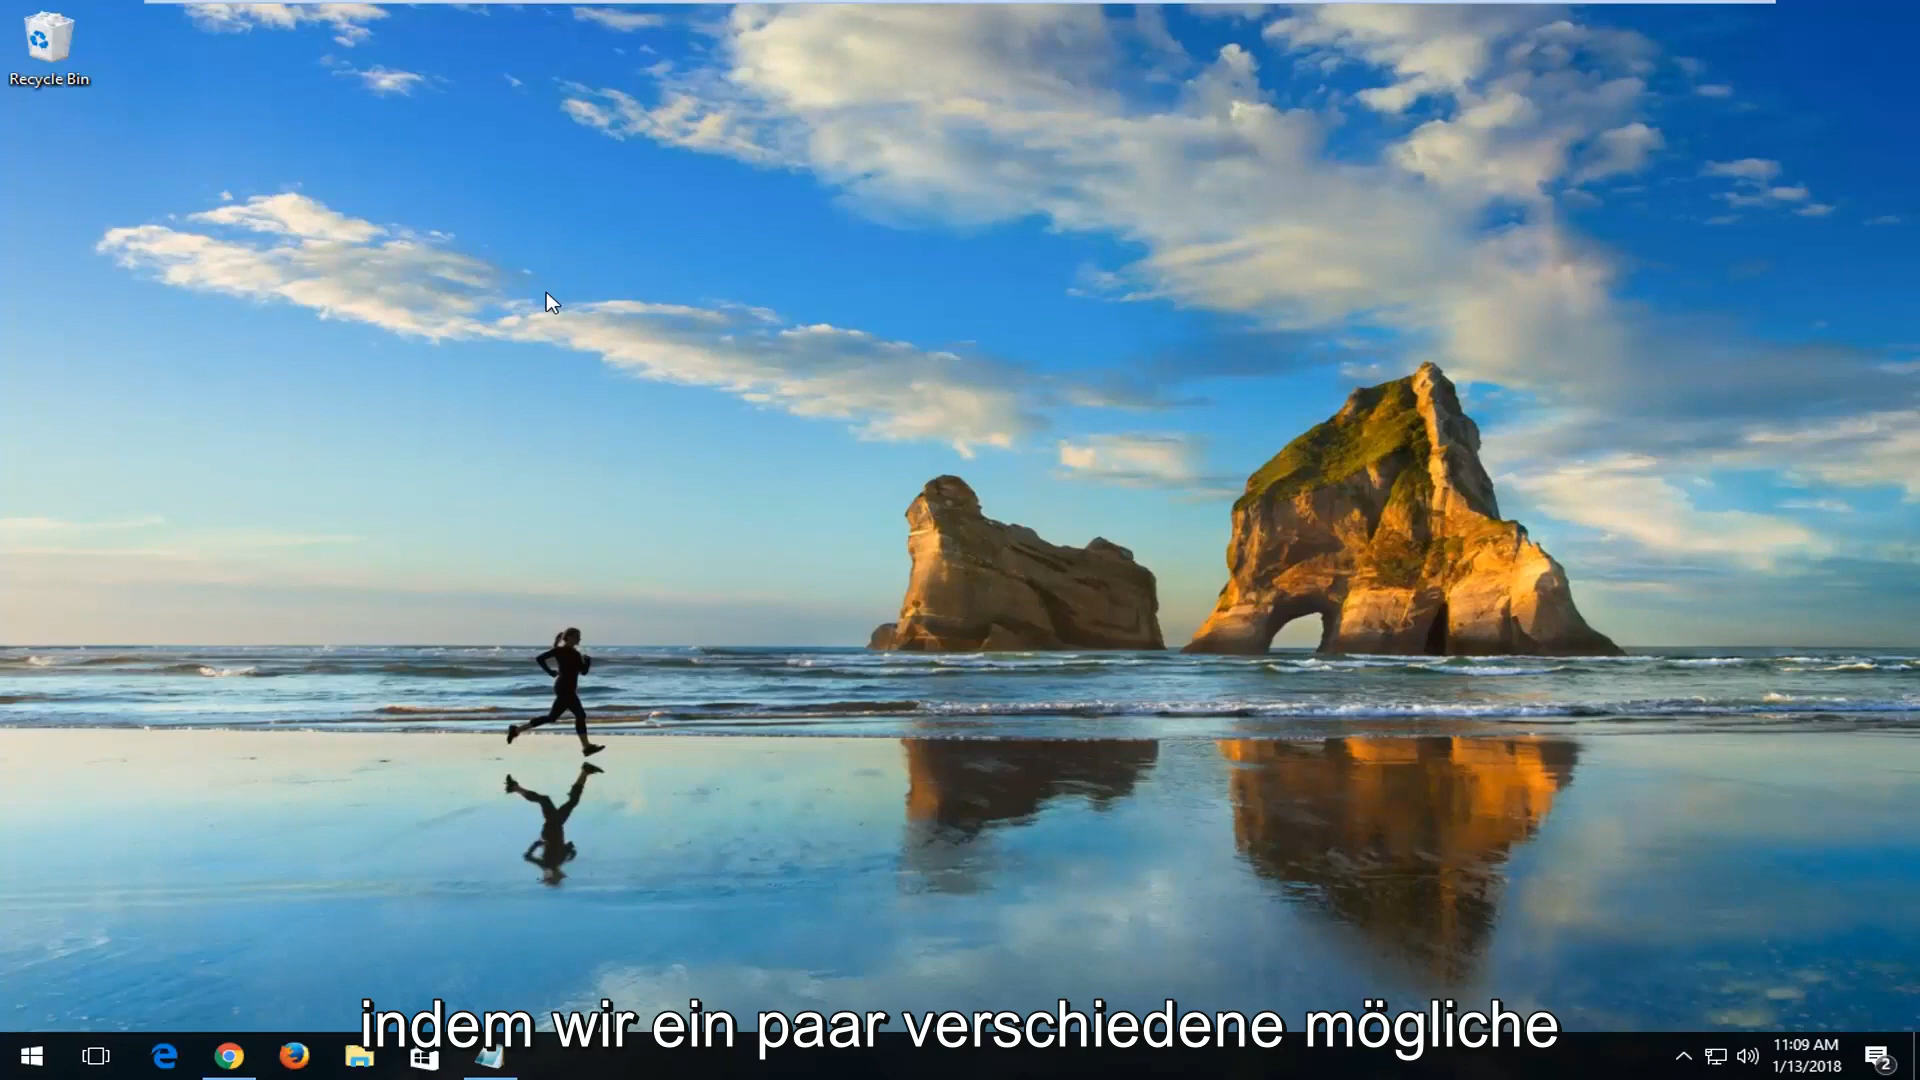 Recycle Bin
indem wir ein paar verschiedene mögliche
11:09 AM
1/13/2018
2